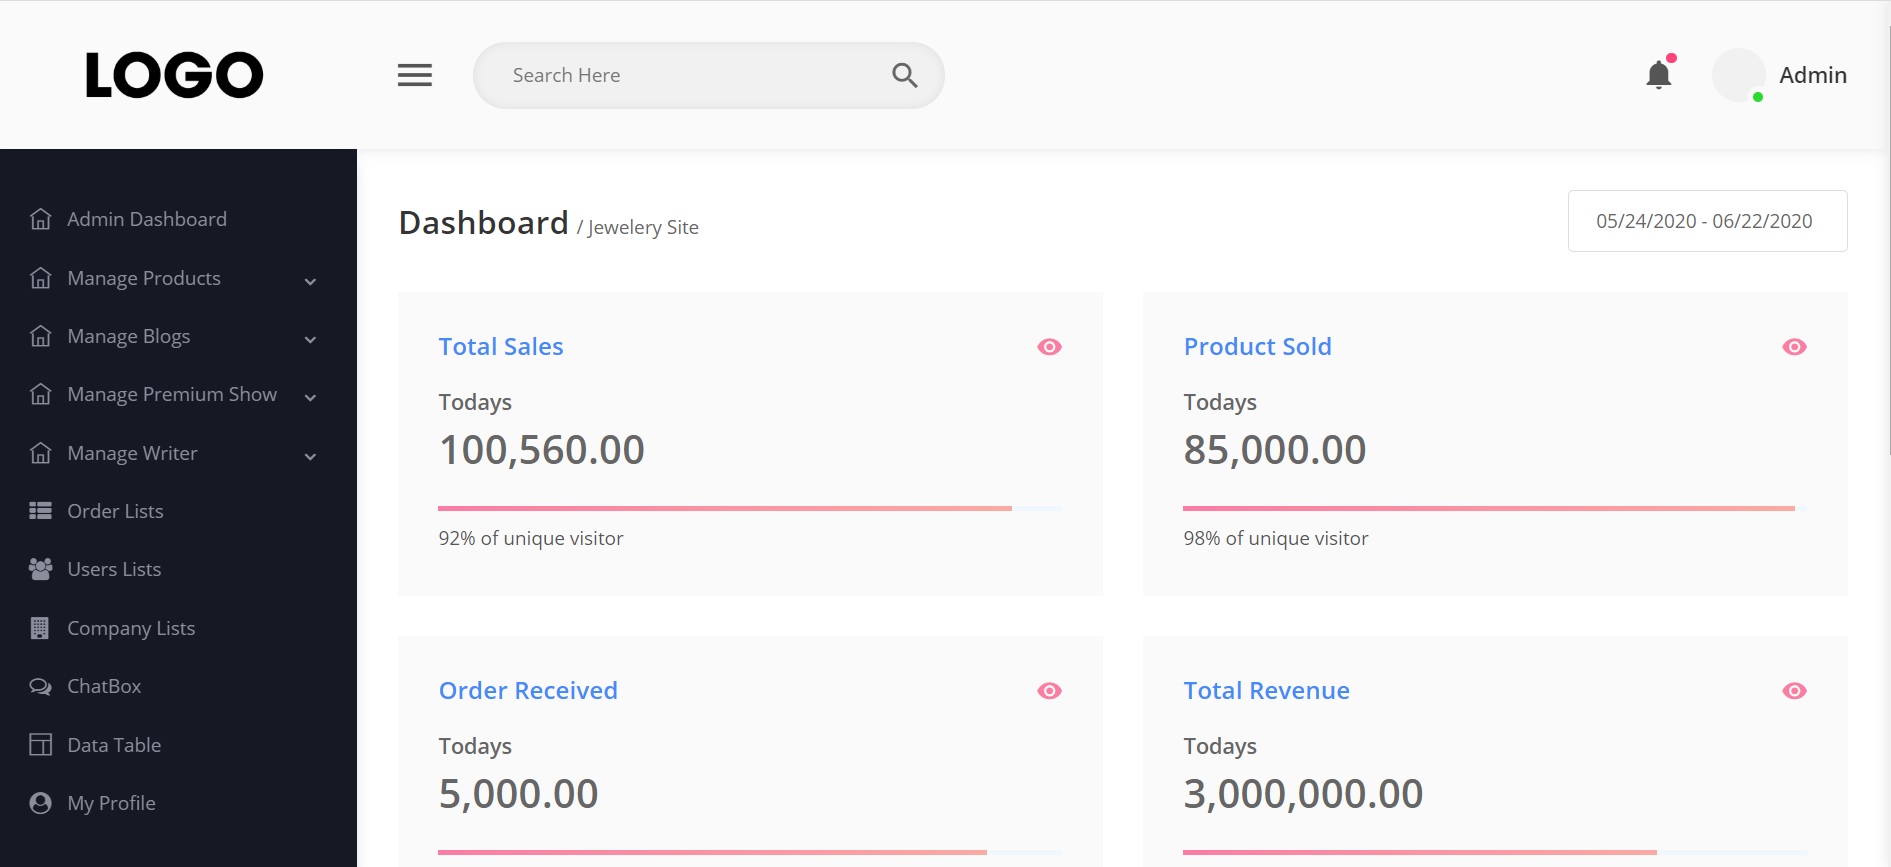 LOGO
Search Here
Admin
Admin Dashboard
Manage Products
Manage Blogs
Manage Premium Show
Manage Writer
Order Lists
Users Lists
Company Lists
ChatBox
Data Table
My Profile
Dashboard / Jewelery Site
05/24/2020 - 06/22/2020
Total Sales
Todays
100,560.00
92% of unique visitor
Product Sold
Todays
85,000.00
98% of unique visitor
Order Received
Todays
5,000.00
Total Revenue
Todays
3,000,000.00